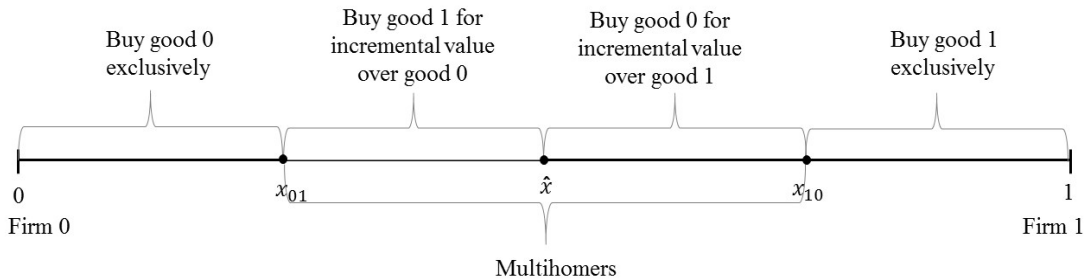 Buy good 0
exclusively
Buy good 1 for
incremental value
over good 0
Buy good 0 for
incremental value
over good 1
Buy good 1
exclusively
0
x₀₁
x̂
x₁₀
1
Firm 0
Firm 1
Multihomers